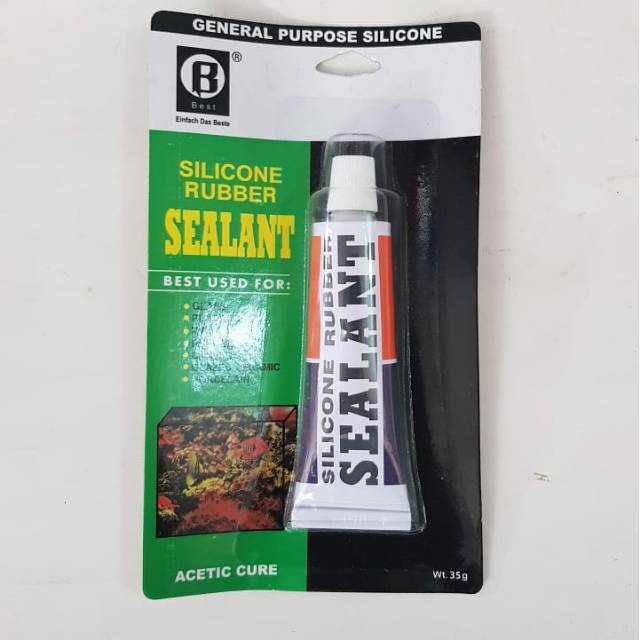 GENERAL PURPOSE SILICONE
B
®
Best
Einfach Das Beste
SILICONE
RUBBER
SEALANT
BEST USED FOR:
SILICONE RUBBER
SEALANT
ACETIC CURE
Wt. 35g